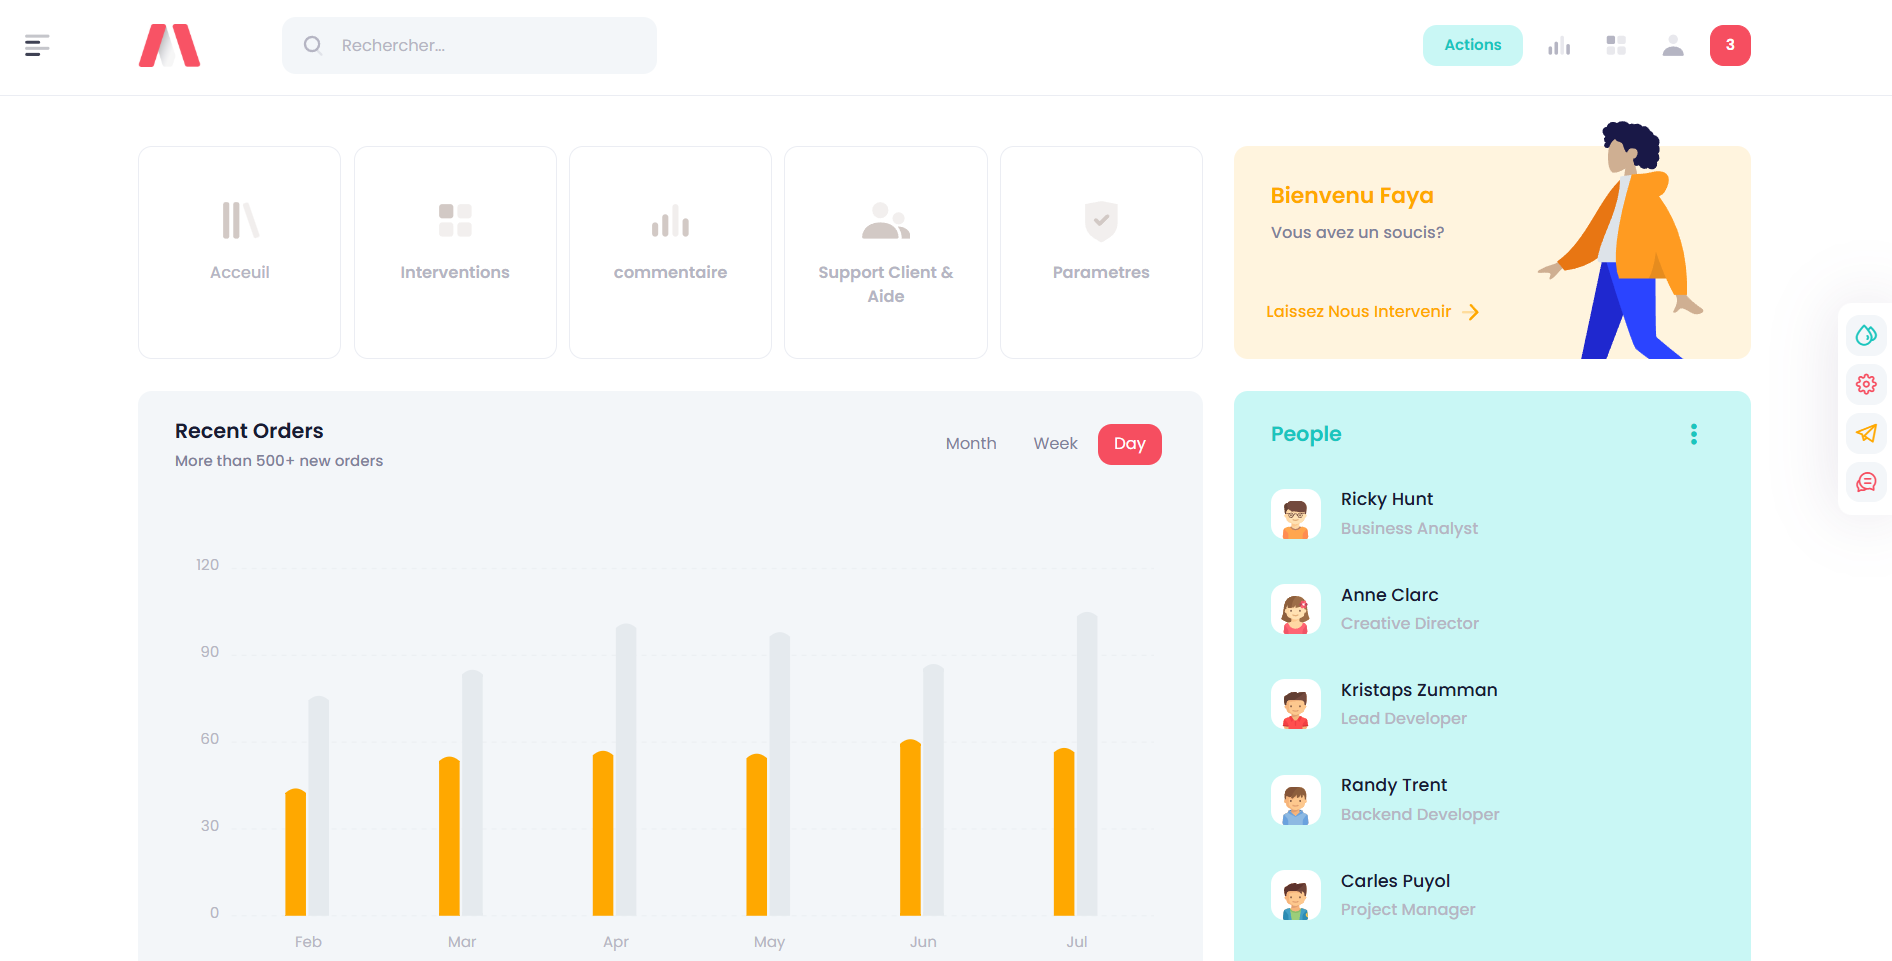 Rechercher...
Actions
3
Acceuil
Interventions
commentaire
Support Client &
Aide
Parametres
Bienvenu Faya
Vous avez un soucis?
Laissez Nous Intervenir
Recent Orders
More than 500+ new orders
Month
Week
Day
120
90
60
30
0
Feb
Mar
Apr
May
Jun
Jul
People
Ricky Hunt
Business Analyst
Anne Clarc
Creative Director
Kristaps Zumman
Lead Developer
Randy Trent
Backend Developer
Carles Puyol
Project Manager